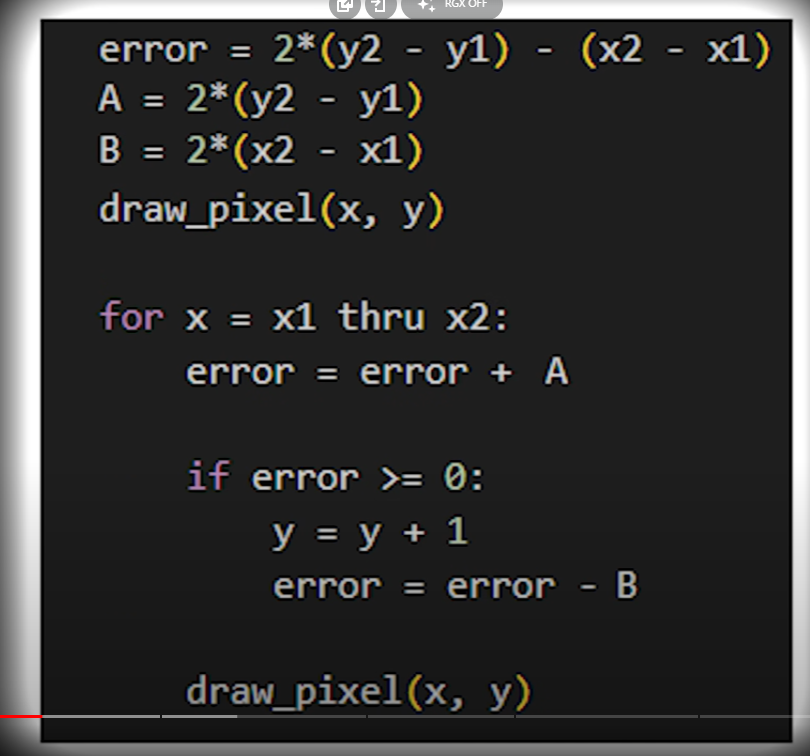 RGX OFF
error = 2*(y2 - y1) - (x2 - x1)
A = 2*(y2 - y1)
B = 2*(x2 - x1)
draw_pixel(x, y)
for x = x1 thru x2:
error = error + A
if error >= 0:
y = y + 1
error = error - B
draw_pixel(x, y)